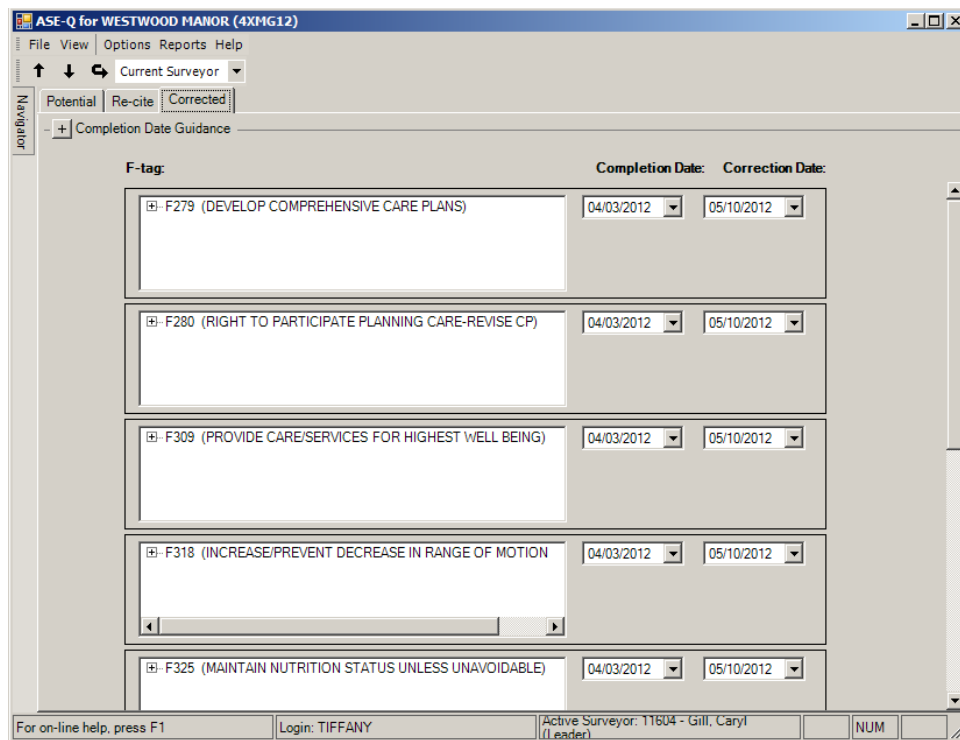 ASE-Q for WESTWOOD MANOR (4XMG12)
File View Options Reports Help
Current Surveyor
Navigator
Potential Re-cite Corrected
+ Completion Date Guidance
F-tag: Completion Date: Correction Date:
F279 (DEVELOP COMPREHENSIVE CARE PLANS) 04/03/2012 05/10/2012
F280 (RIGHT TO PARTICIPATE PLANNING CARE-REVISE CP) 04/03/2012 05/10/2012
F309 (PROVIDE CARE/SERVICES FOR HIGHEST WELL BEING) 04/03/2012 05/10/2012
F318 (INCREASE/PREVENT DECREASE IN RANGE OF MOTION 04/03/2012 05/10/2012
F325 (MAINTAIN NUTRITION STATUS UNLESS UNAVOIDABLE) 04/03/2012 05/10/2012
For on-line help, press F1 Login: TIFFANY Active Surveyor: 11604 - Gill, Caryl (Leader) NUM